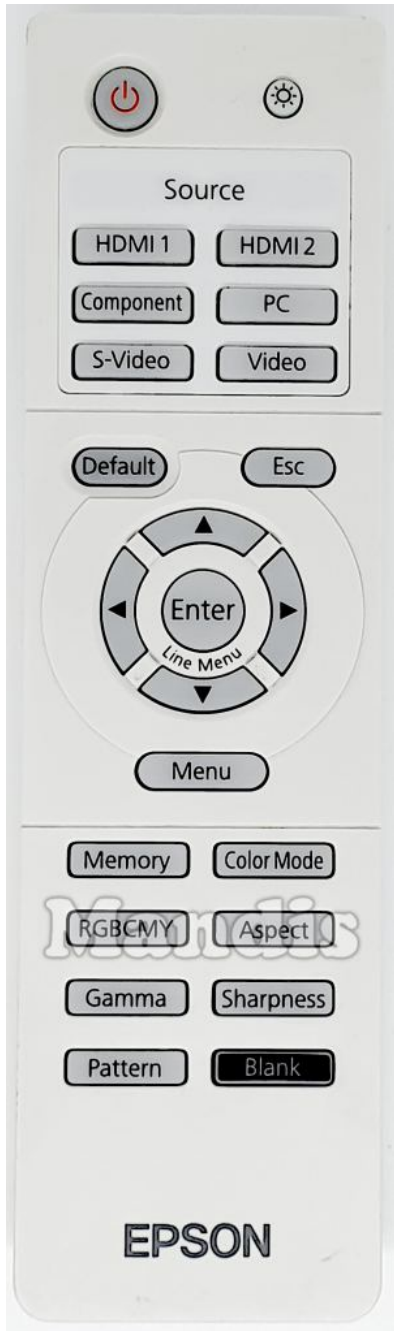 Source
HDMI 1 HDMI 2
Component PC
S-Video Video
Default Esc
Enter
Line Menu
Menu
Memory Color Mode
Mandis
RGBCMY Aspect
Gamma Sharpness
Pattern Blank
EPSON